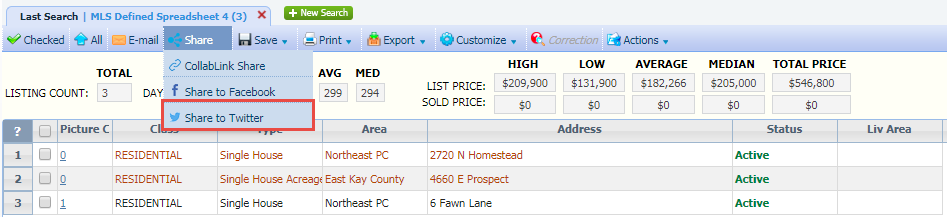 Last Search | MLS Defined Spreadsheet 4 (3) New Search
Checked All E-mail Share Save Print Export Customize Correction Actions
CollabLink Share
Share to Facebook
Share to Twitter
TOTAL AVG MED HIGH LOW AVERAGE MEDIAN TOTAL PRICE
LISTING COUNT: 3 DAY 299 294 LIST PRICE: $209,900 $131,900 $182,266 $205,000 $546,800
SOLD PRICE: $0 $0 $0 $0 $0
? Picture C Class Type Area Address Status Liv Area
1 0 RESIDENTIAL Single House Northeast PC 2720 N Homestead Active
2 0 RESIDENTIAL Single House Acreage East Kay County 4660 E Prospect Active
3 1 RESIDENTIAL Single House Northeast PC 6 Fawn Lane Active